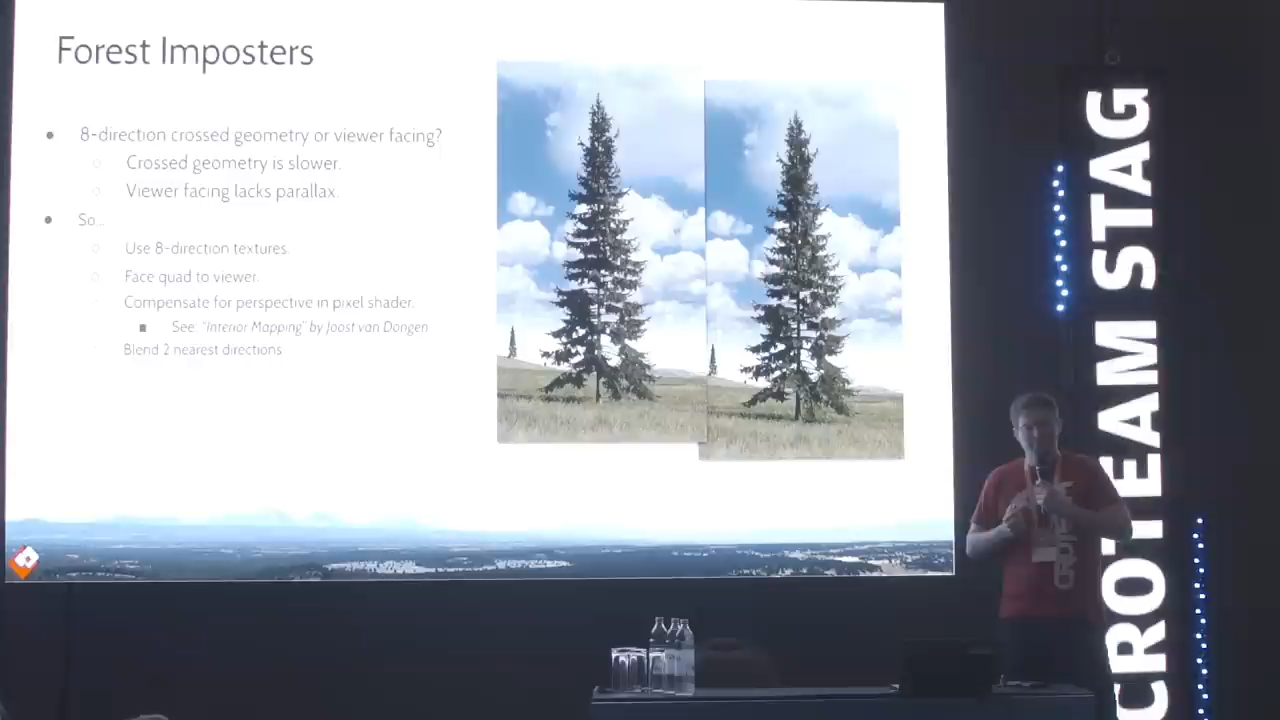 Forest Imposters
8-direction crossed geometry or viewer facing?
Crossed geometry is slower.
Viewer facing lacks parallax.
So...
Use 8-direction textures.
Face quad to viewer.
Compensate for perspective in pixel shader.
See: "Interior Mapping" by Joost van Dongen
Blend 2 nearest directions
CROTEAM STAG